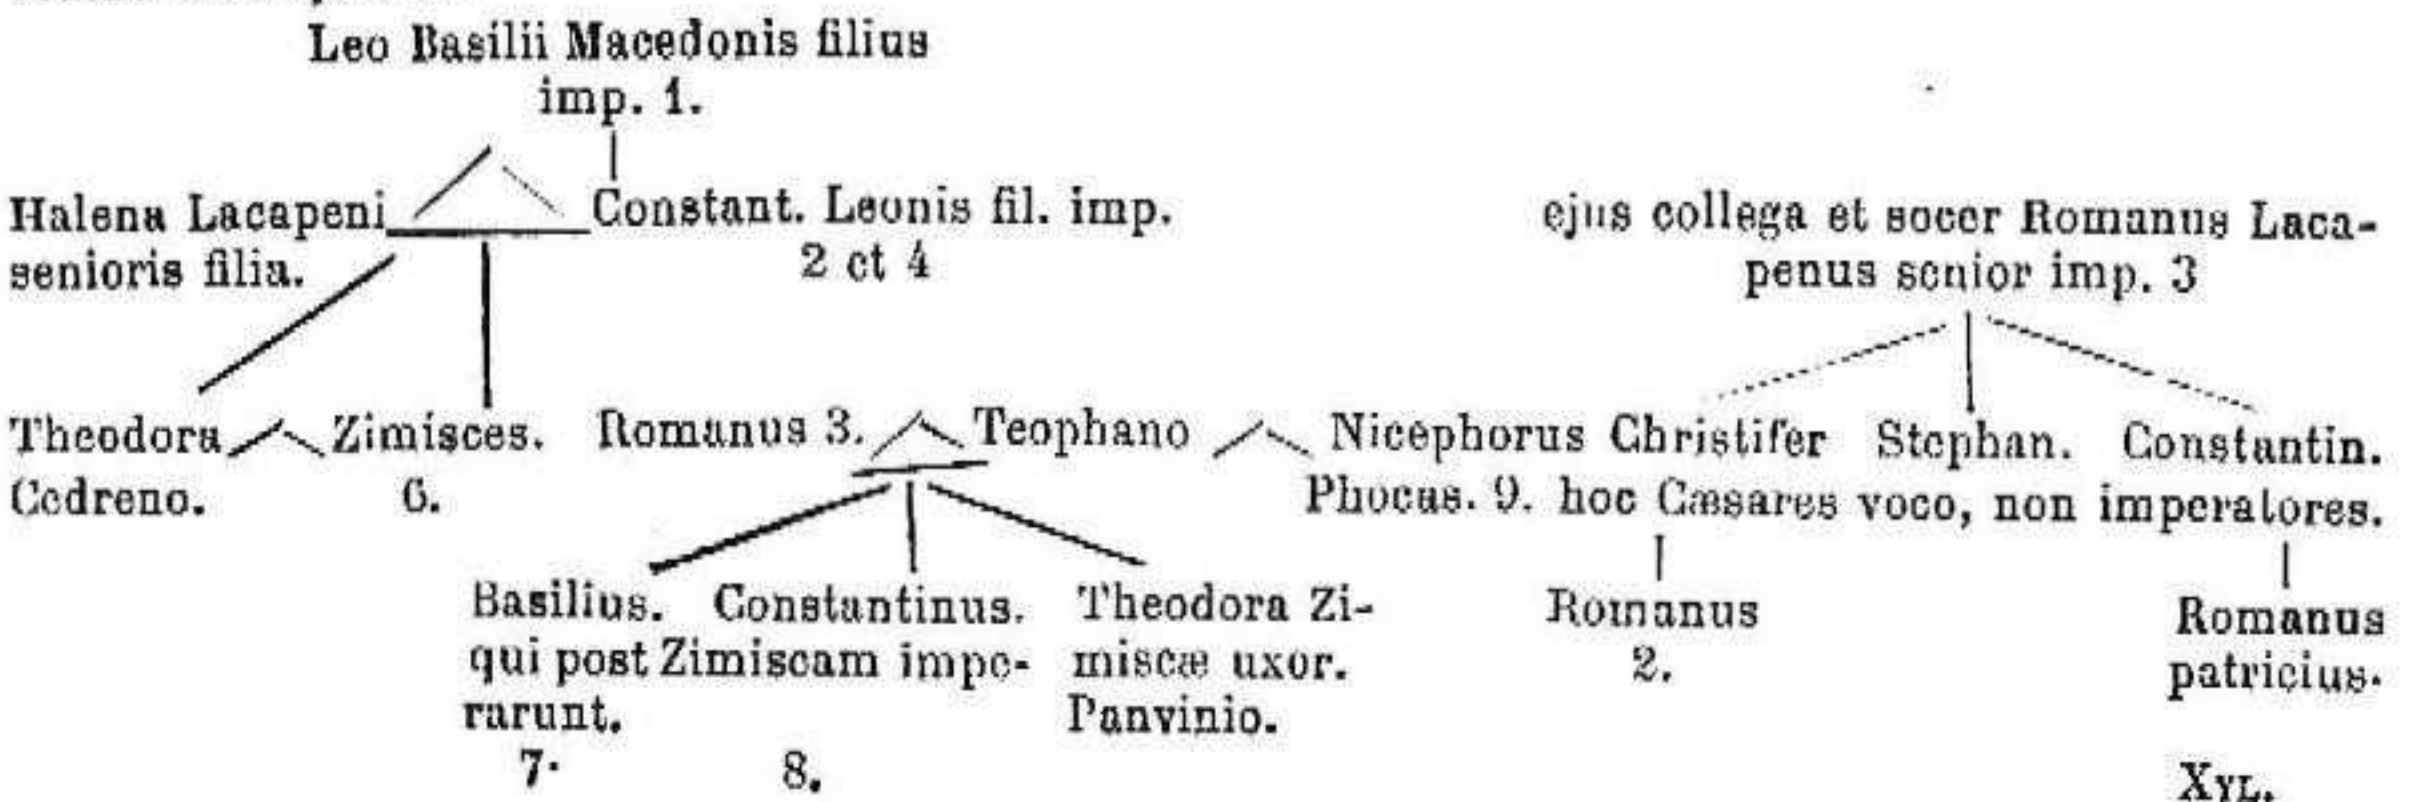 Leo Basilii Macedonis filius
imp. 1.
Halena Lacapeni
senioris filia.
Constant. Leonis fil. imp.
2 et 4
ejus collega et socer Romanus Laca-
penus senior imp. 3
Theodora
Cedreno.
Zimisces.
6.
Romanus 3.
Teophano
Nicephorus Christifer Stephan. Constantin.
Phocas. 9. hoc Cæsares voco, non imperatores.
Basilius. Constantinus.
qui post Zimiscam impe-
rarunt.
7.
8.
Theodora Zi-
miscæ uxor.
Panvinio.
Romanus
2.
Romanus
patricius.
XYL.